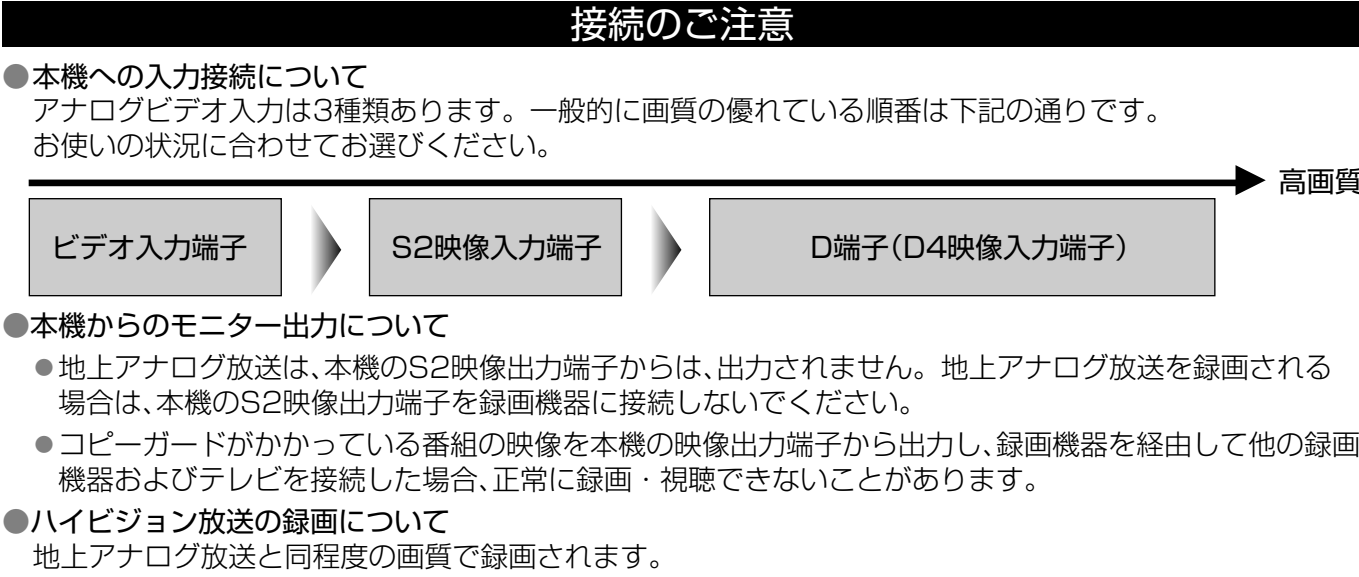 接続のご注意
●本機への入力接続について
アナログビデオ入力は3種類あります。一般的に画質の優れている順番は下記の通りです。
お使いの状況に合わせてお選びください。
高画質
ビデオ入力端子
S2映像入力端子
D端子(D4映像入力端子)
●本機からのモニター出力について
●地上アナログ放送は、本機のS2映像出力端子からは、出力されません。地上アナログ放送を録画される
場合は、本機のS2映像出力端子を録画機器に接続しないでください。
●コピーガードがかかっている番組の映像を本機の映像出力端子から出力し、録画機器を経由して他の録画
機器およびテレビを接続した場合、正常に録画・視聴できないことがあります。
●ハイビジョン放送の録画について
地上アナログ放送と同程度の画質で録画されます。